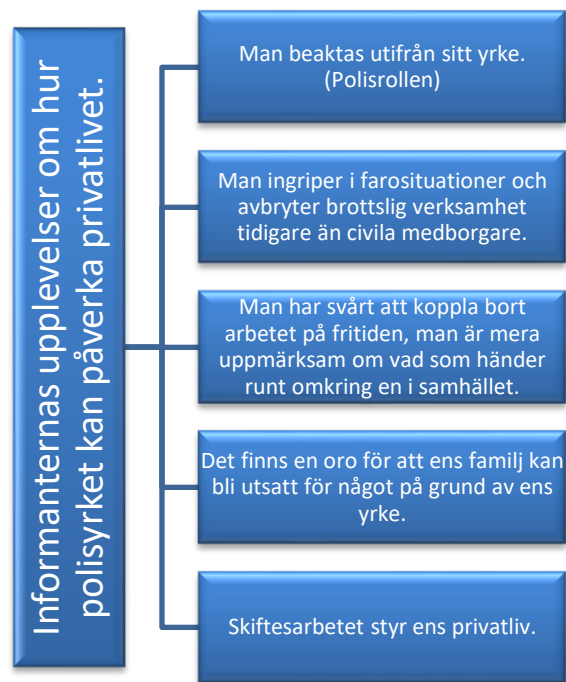 Informanternas upplevelser om hur
polisyrket kan påverka privatlivet.
Man beaktas utifrån sitt yrke.
(Polisrollen)
Man ingriper i farosituationer och
avbryter brottslig verksamhet
tidigare än civila medborgare.
Man har svårt att koppla bort
arbetet på fritiden, man är mera
uppmärksam om vad som händer
runt omkring en i samhället.
Det finns en oro för att ens familj kan
bli utsatt för något på grund av ens
yrke.
Skiftesarbetet styr ens privatliv.